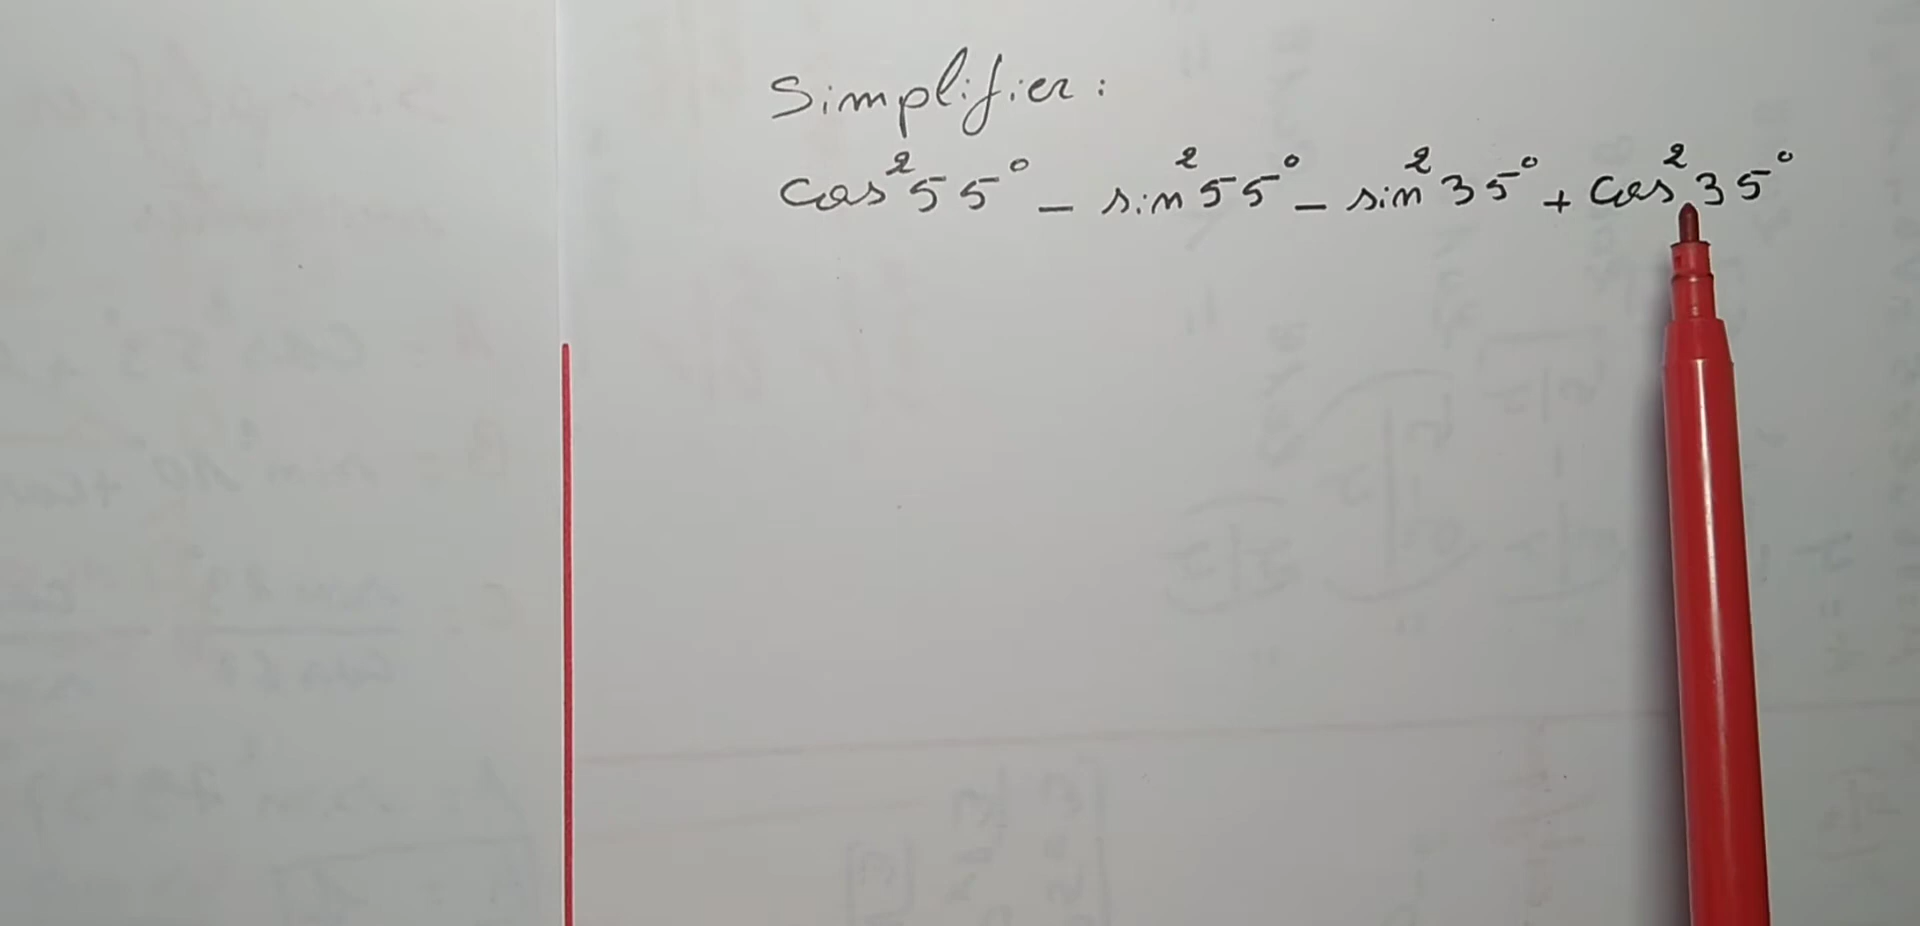 Simplifier :
cos²55° - sin²55° - sin²35° + cos²35°